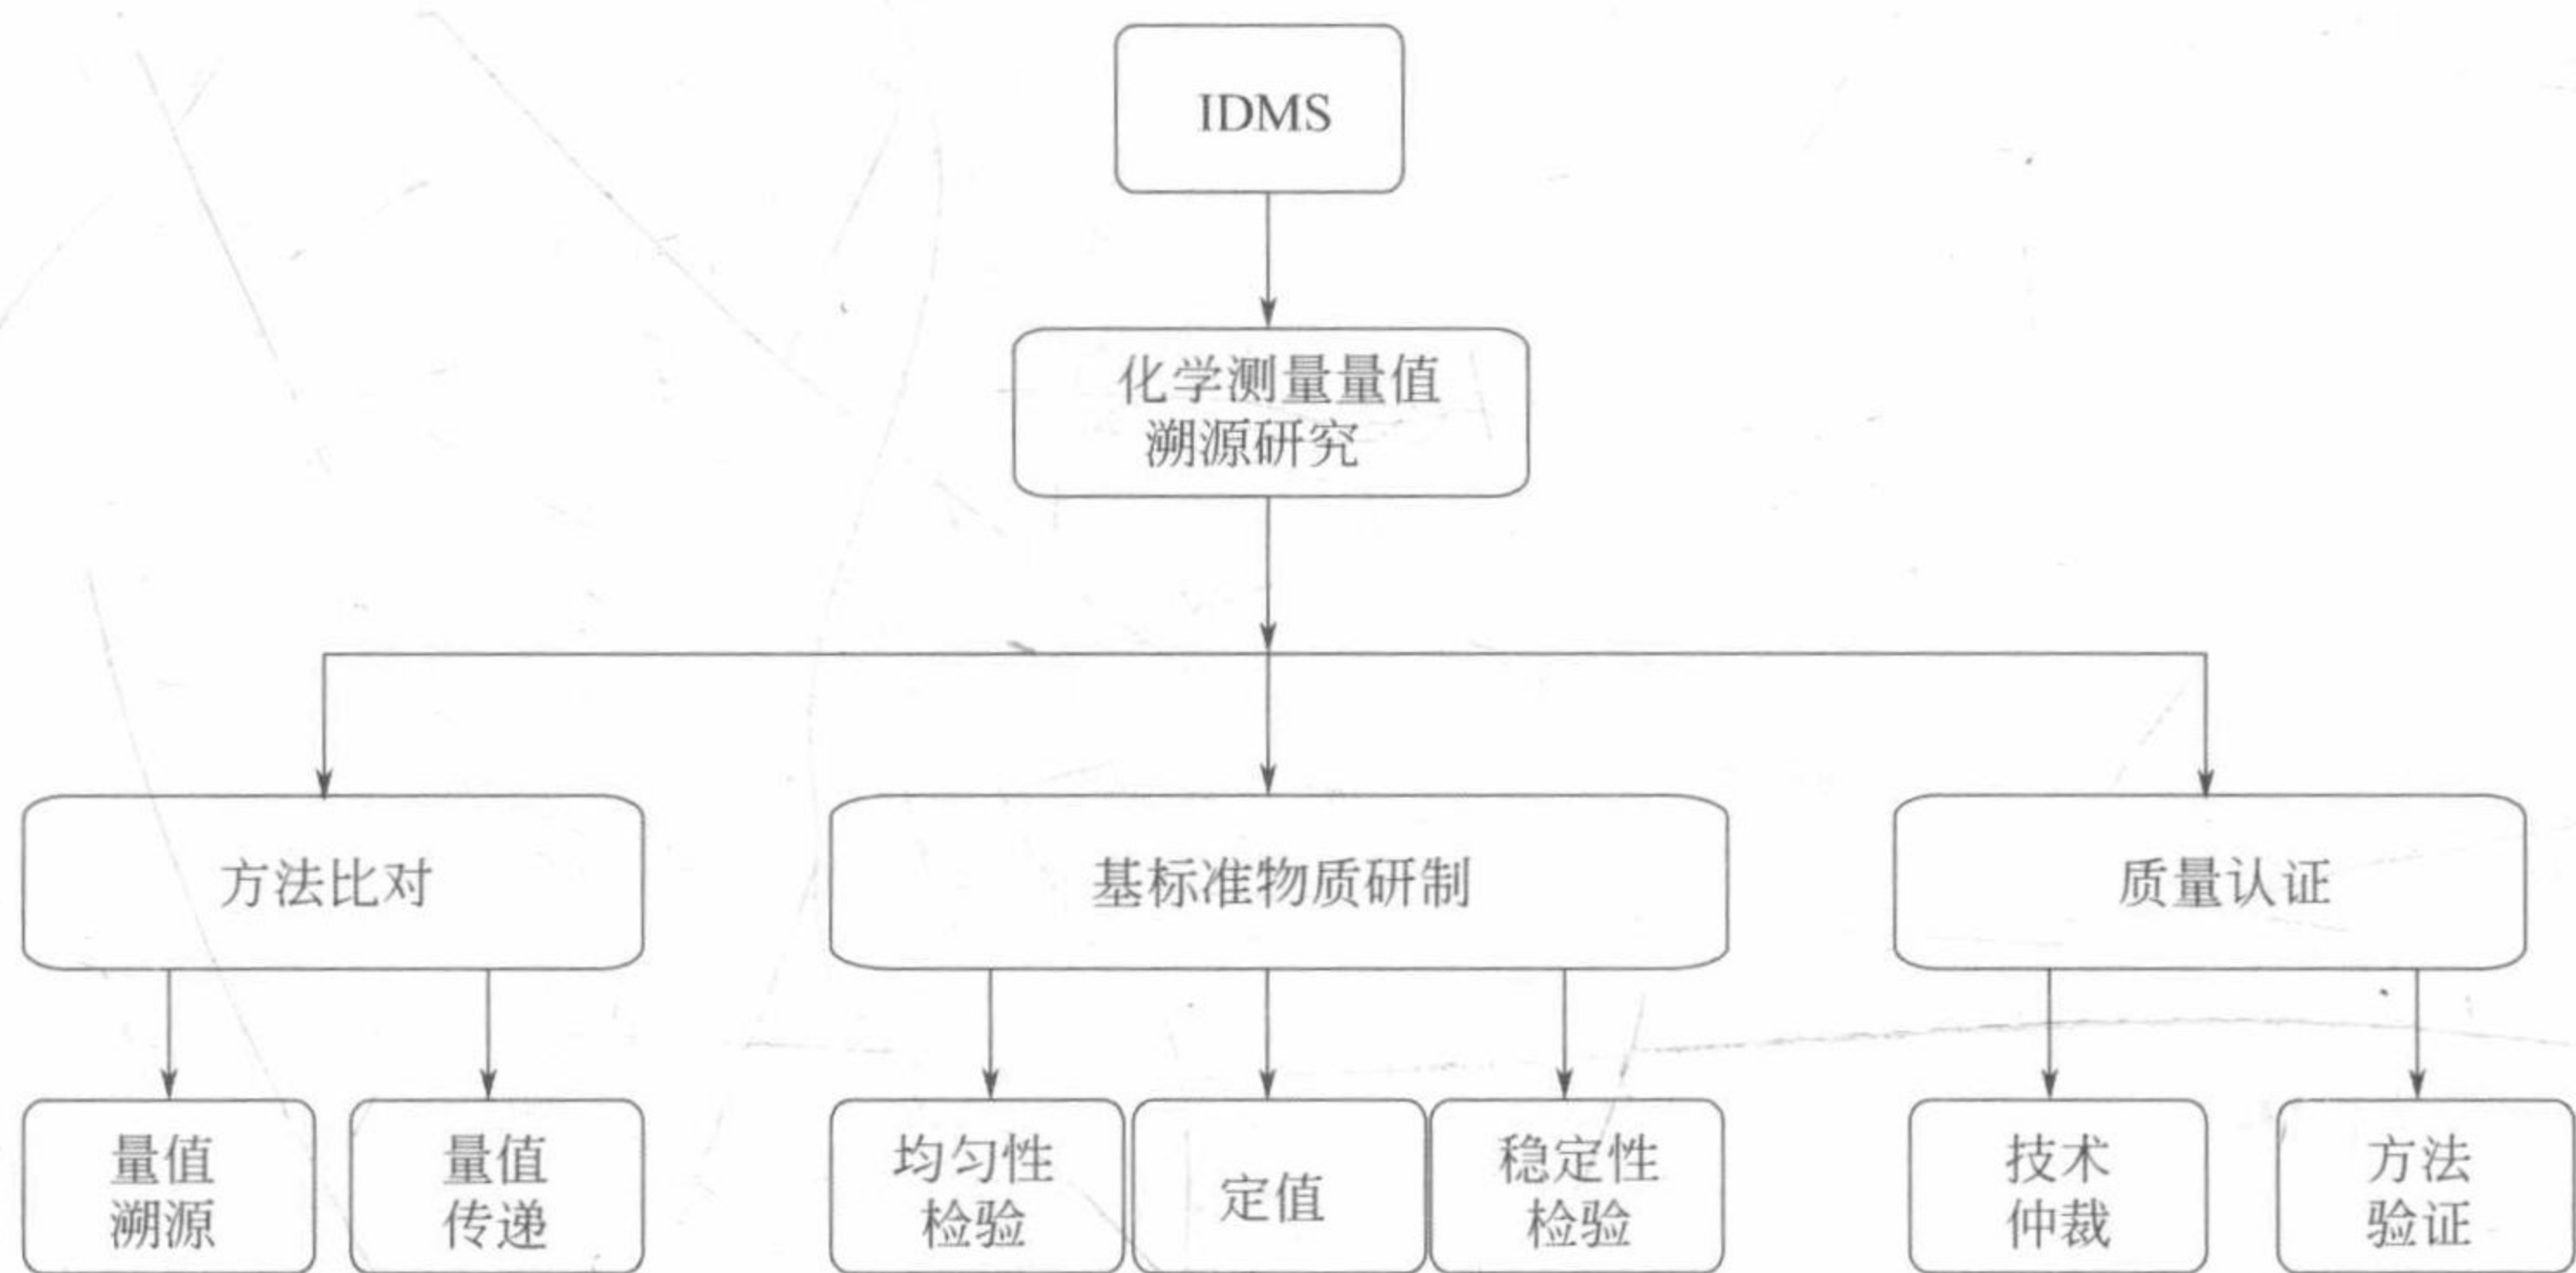 IDMS
化学测量量值
溯源研究
方法比对
基标准物质研制
质量认证
量值
溯源
量值
传递
均匀性
检验
定值
稳定性
检验
技术
仲裁
方法
验证